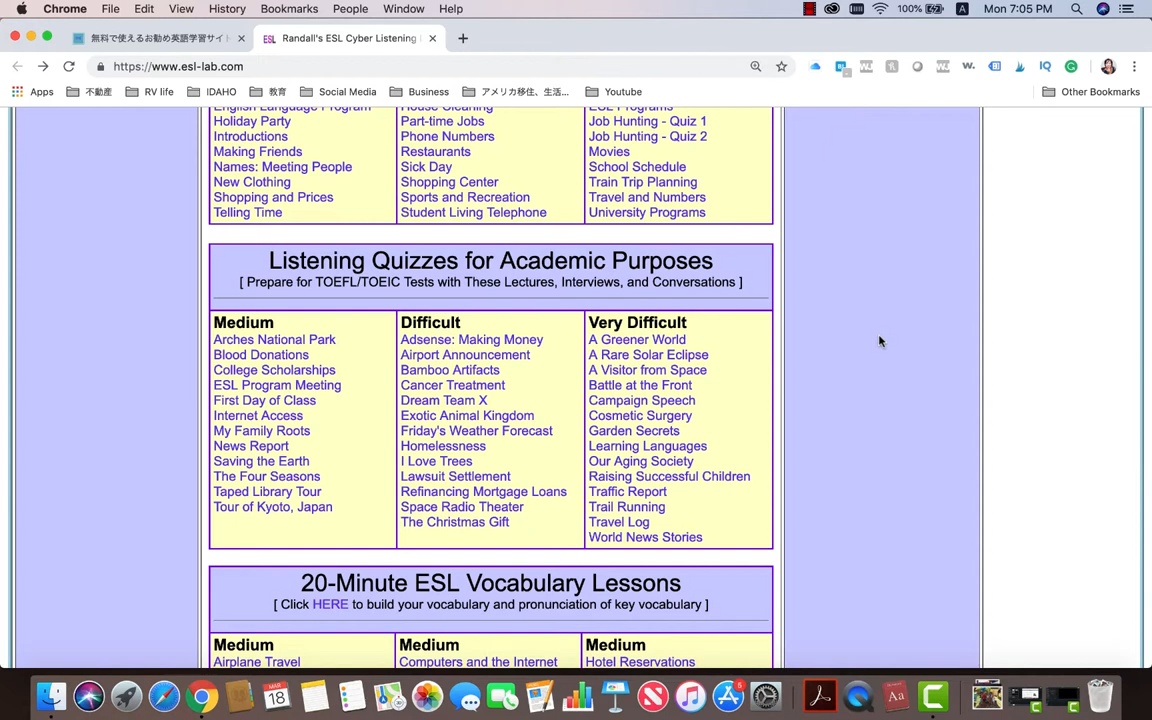 Chrome File Edit View History Bookmarks People Window Help 100% A Mon 7:05 PM
無料で使えるお勧め英語学習サイト
ESL Randall's ESL Cyber Listening
https://www.esl-lab.com
Apps 不動産 RV life IDAHO 教育 Social Media Business アメリカ移住、生活... Youtube Other Bookmarks
English Language Program House Cleaning ESL Programs
Holiday Party Part-time Jobs Job Hunting - Quiz 1
Introductions Phone Numbers Job Hunting - Quiz 2
Making Friends Restaurants Movies
Names: Meeting People Sick Day School Schedule
New Clothing Shopping Center Train Trip Planning
Shopping and Prices Sports and Recreation Travel and Numbers
Telling Time Student Living Telephone University Programs
Listening Quizzes for Academic Purposes
[ Prepare for TOEFL/TOEIC Tests with These Lectures, Interviews, and Conversations ]
Medium Difficult Very Difficult
Arches National Park Adsense: Making Money A Greener World
Blood Donations Airport Announcement A Rare Solar Eclipse
College Scholarships Bamboo Artifacts A Visitor from Space
ESL Program Meeting Cancer Treatment Battle at the Front
First Day of Class Dream Team X Campaign Speech
Internet Access Exotic Animal Kingdom Cosmetic Surgery
My Family Roots Friday's Weather Forecast Garden Secrets
News Report Homelessness Learning Languages
Saving the Earth I Love Trees Our Aging Society
The Four Seasons Lawsuit Settlement Raising Successful Children
Taped Library Tour Refinancing Mortgage Loans Traffic Report
Tour of Kyoto, Japan Space Radio Theater Trail Running
The Christmas Gift Travel Log
World News Stories
20-Minute ESL Vocabulary Lessons
[ Click HERE to build your vocabulary and pronunciation of key vocabulary ]
Medium Medium Medium
Airplane Travel Computers and the Internet Hotel Reservations
MAR
18